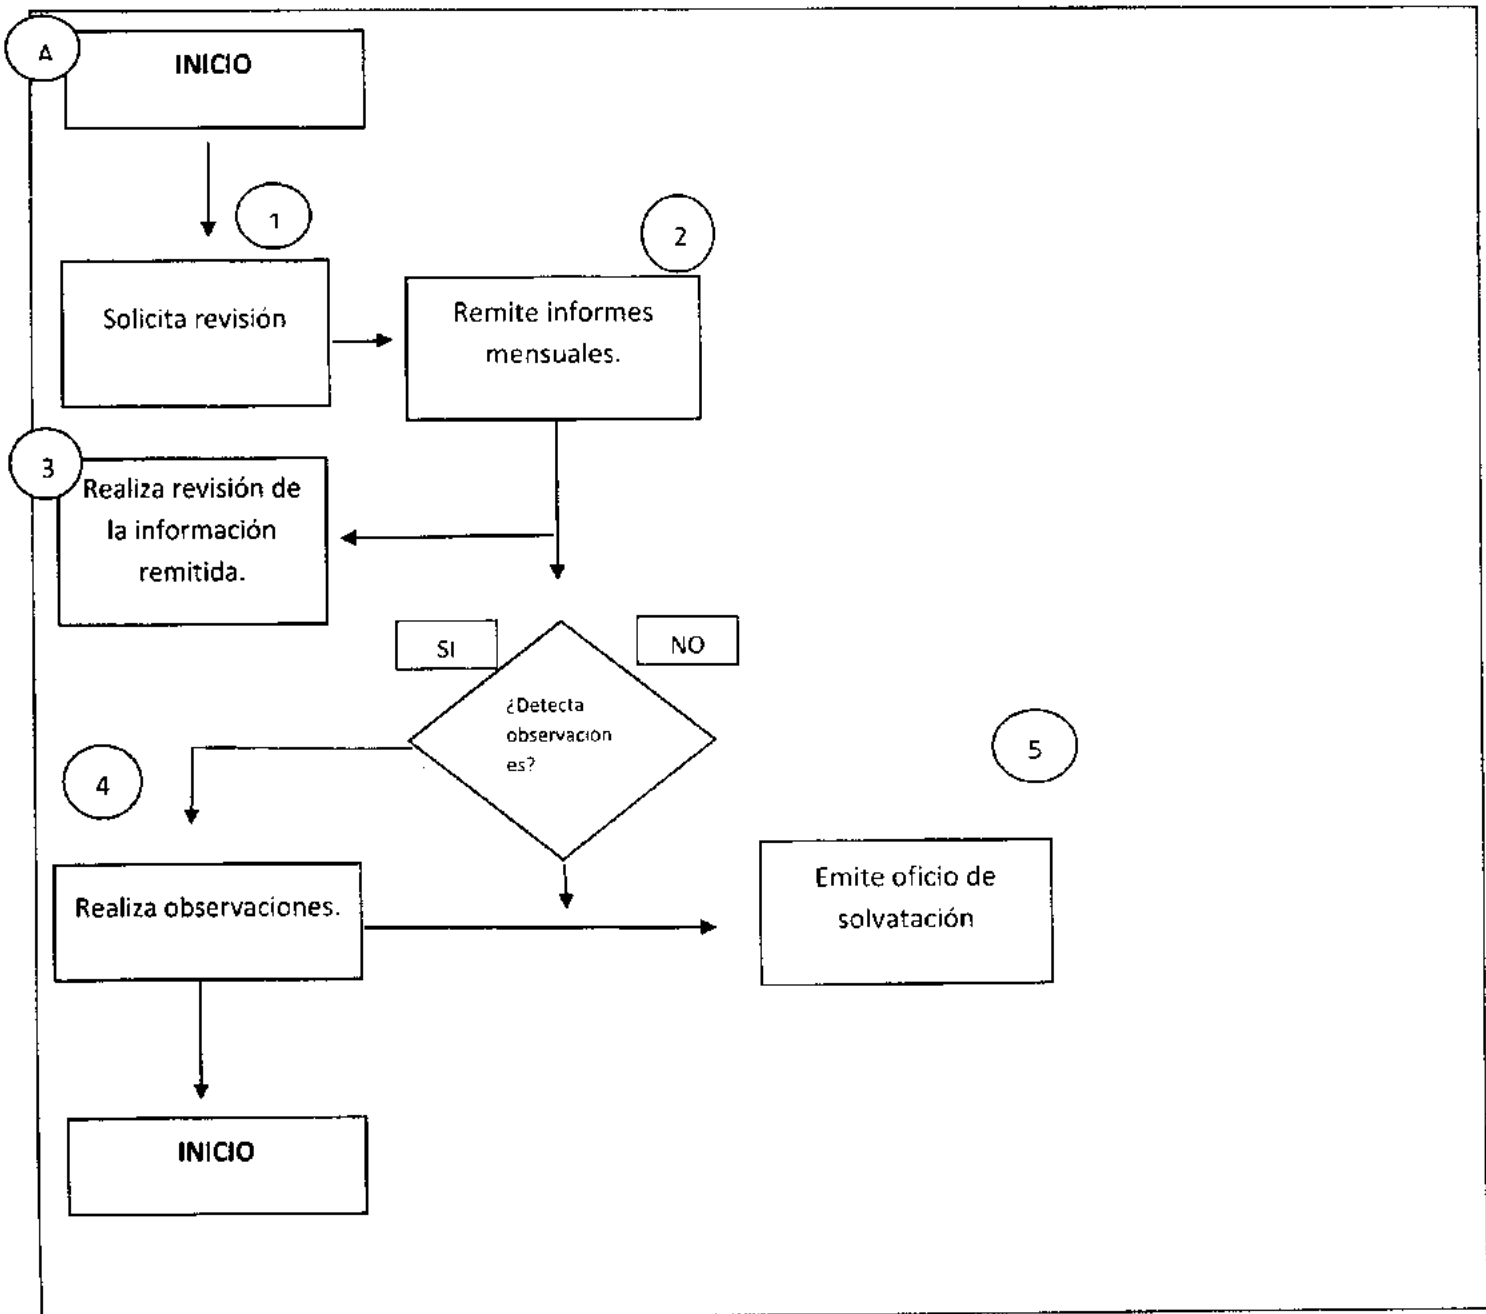 A
INICIO
1
2
Solicita revisión
Remite informes
mensuales.
3
Realiza revisión de
la información
remitida.
SI
NO
¿Detecta
observacion
es?
5
4
Emite oficio de
solvatación
Realiza observaciones.
INICIO